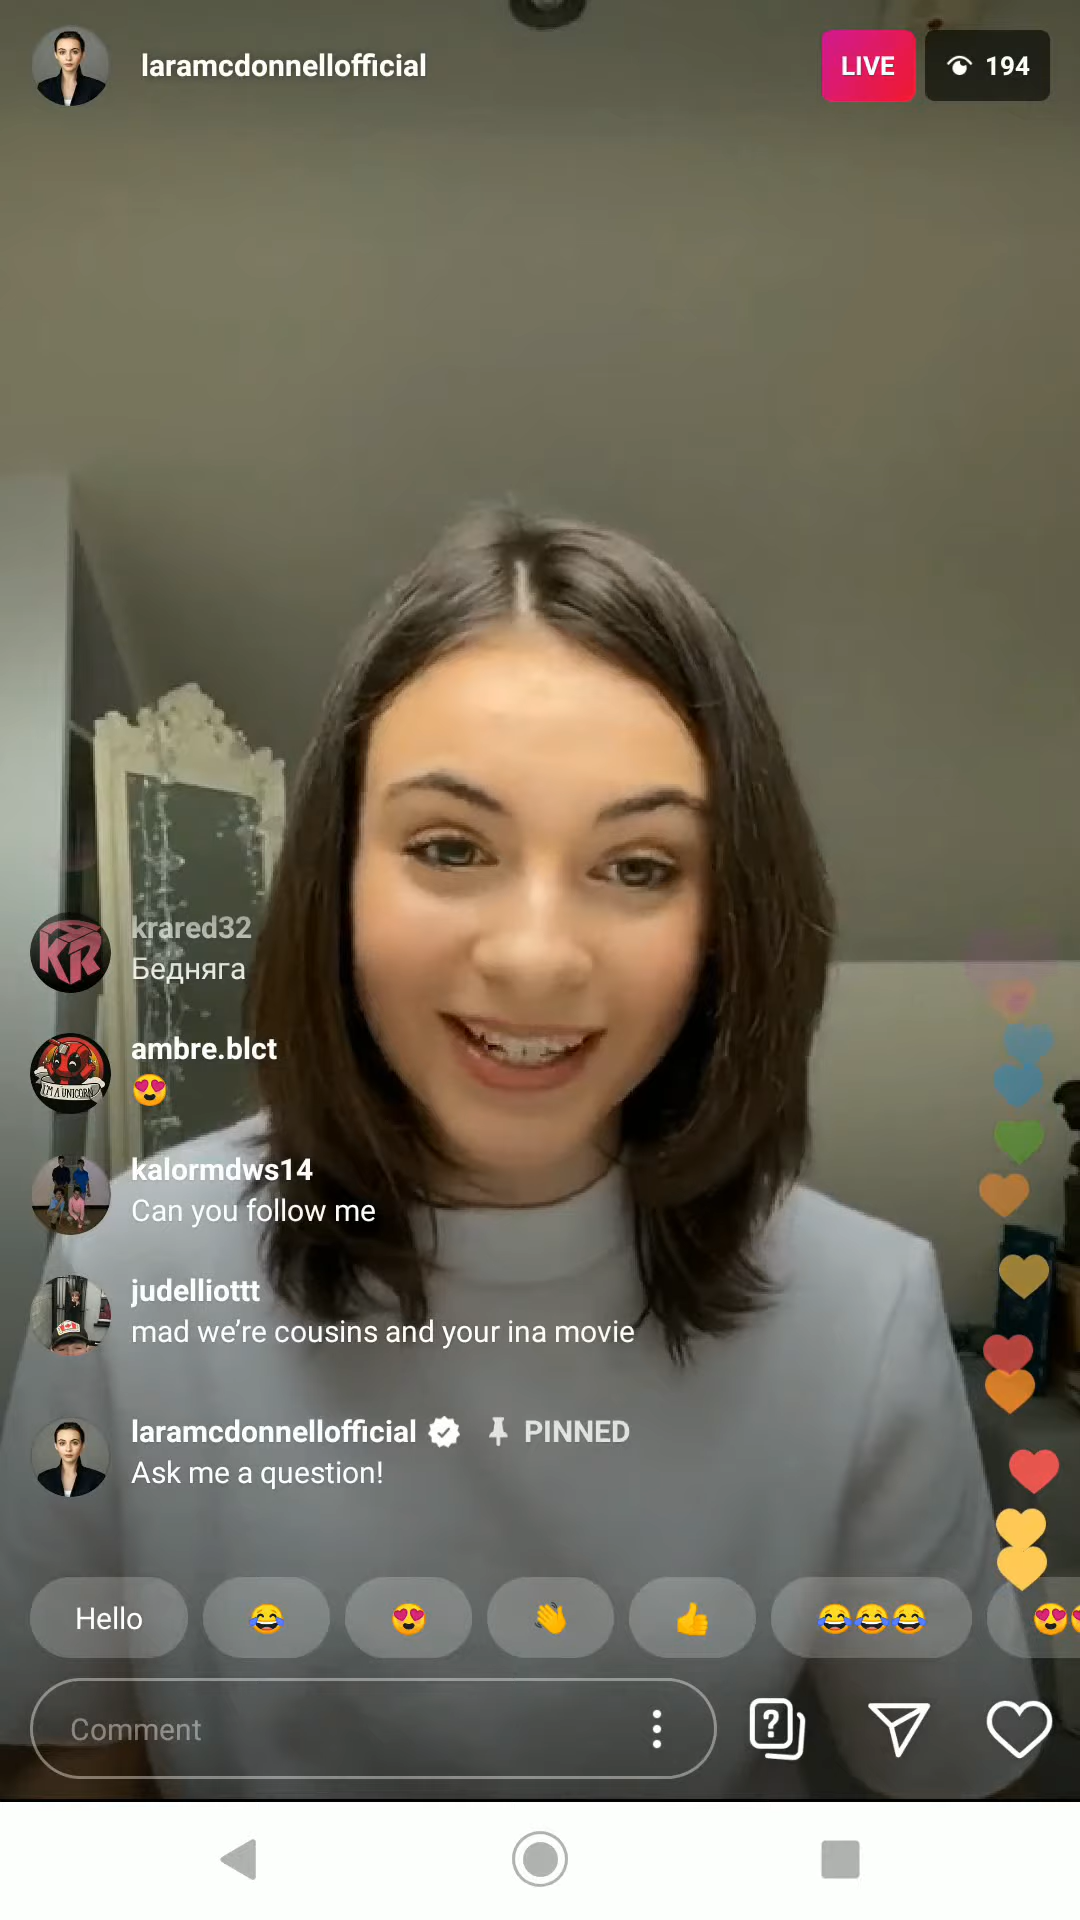 laramcdonnellofficial
LIVE
194
krared32
Бедняга
ambre.blct
😍
I'M A UNICORN
kalormdws14
Can you follow me
judelliottt
mad we’re cousins and your ina movie
laramcdonnellofficial PINNED
Ask me a question!
Hello 😂 😍 👋 👍 😂😂😂 😍
Comment